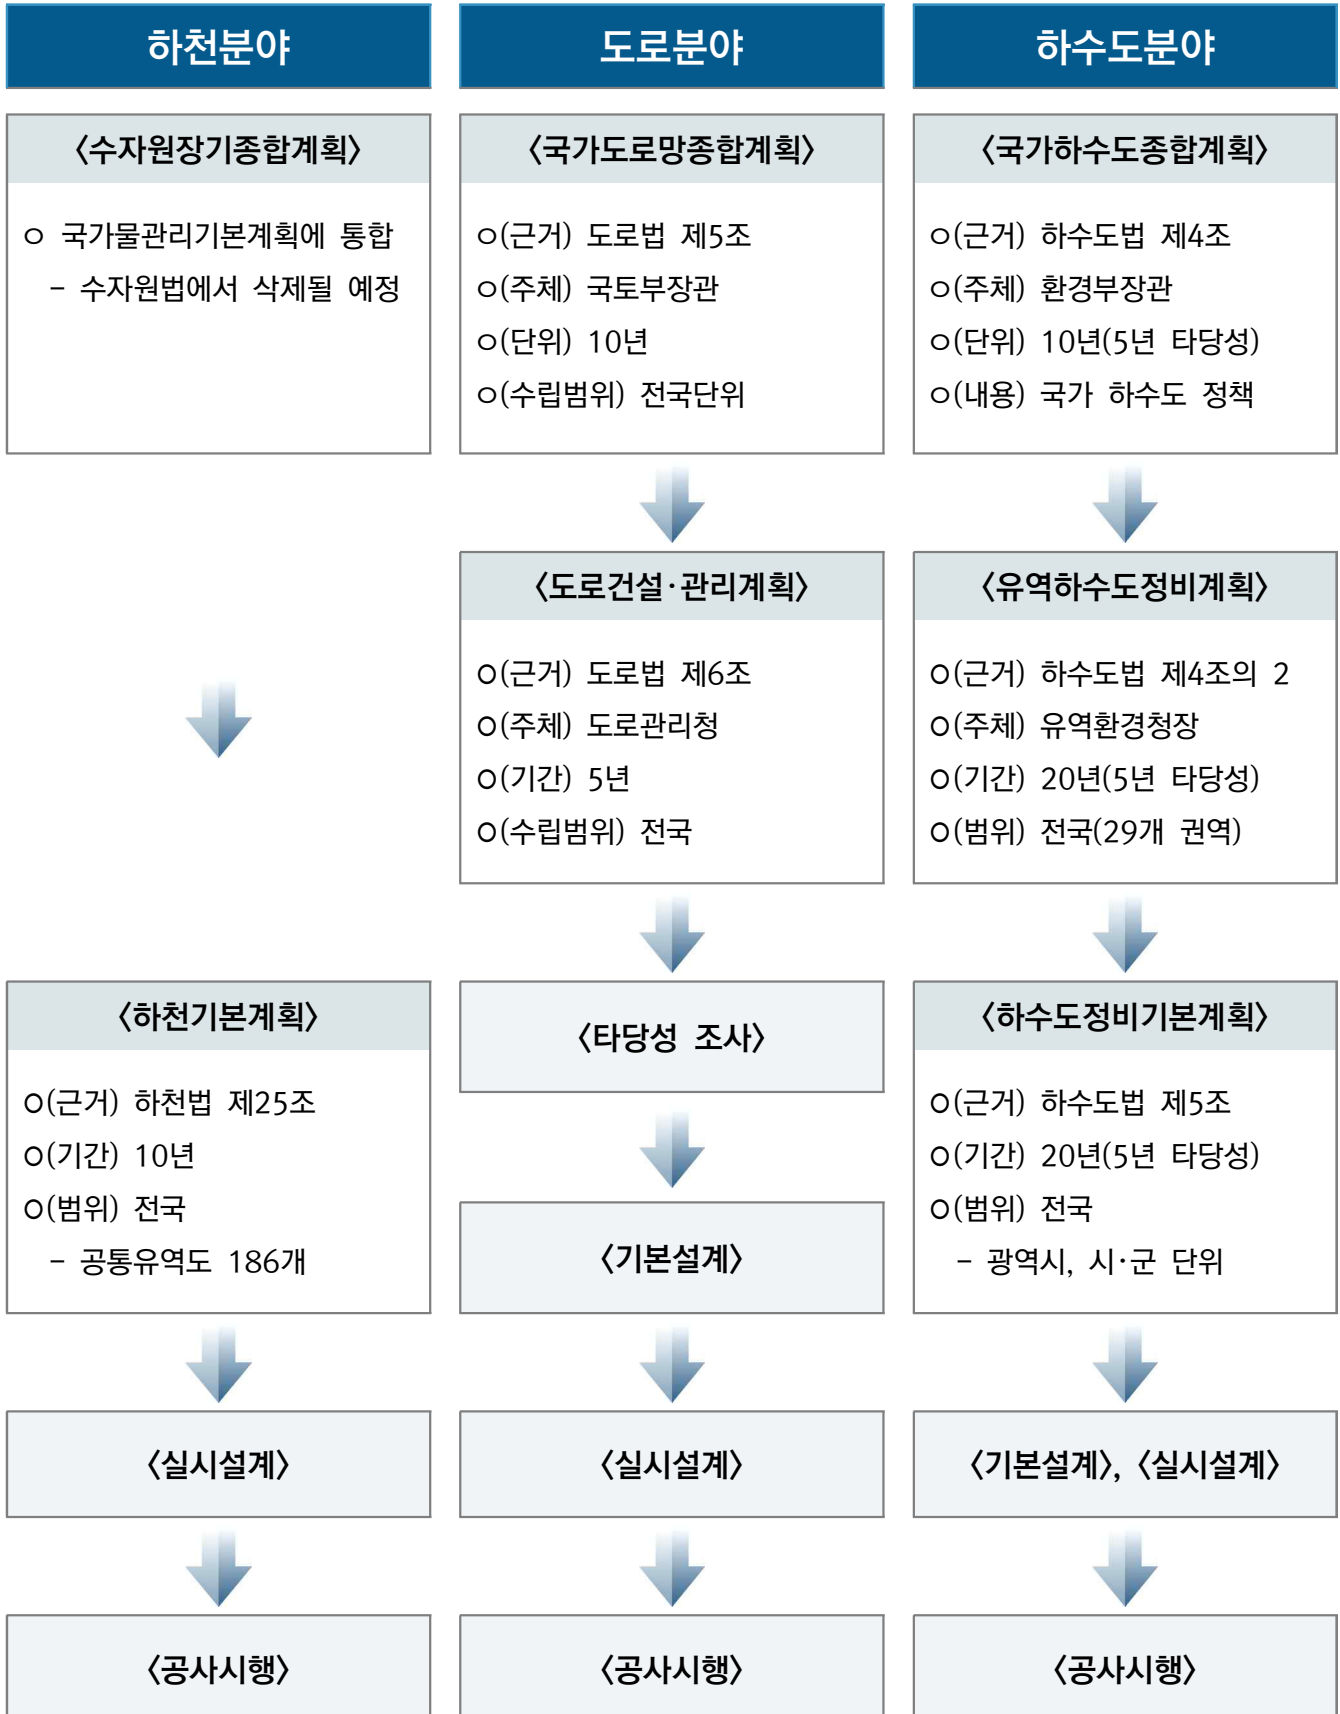 하천분야
도로분야
하수도분야
〈수자원장기종합계획〉
ㅇ 국가물관리기본계획에 통합
- 수자원법에서 삭제될 예정
〈국가도로망종합계획〉
ㅇ(근거) 도로법 제5조
ㅇ(주체) 국토부장관
ㅇ(단위) 10년
ㅇ(수립범위) 전국단위
〈국가하수도종합계획〉
ㅇ(근거) 하수도법 제4조
ㅇ(주체) 환경부장관
ㅇ(단위) 10년(5년 타당성)
ㅇ(내용) 국가 하수도 정책
〈도로건설·관리계획〉
ㅇ(근거) 도로법 제6조
ㅇ(주체) 도로관리청
ㅇ(기간) 5년
ㅇ(수립범위) 전국
〈유역하수도정비계획〉
ㅇ(근거) 하수도법 제4조의 2
ㅇ(주체) 유역환경청장
ㅇ(기간) 20년(5년 타당성)
ㅇ(범위) 전국(29개 권역)
〈하천기본계획〉
ㅇ(근거) 하천법 제25조
ㅇ(기간) 10년
ㅇ(범위) 전국
- 공통유역도 186개
〈타당성 조사〉
〈기본설계〉
〈하수도정비기본계획〉
ㅇ(근거) 하수도법 제5조
ㅇ(기간) 20년(5년 타당성)
ㅇ(범위) 전국
- 광역시, 시·군 단위
〈실시설계〉
〈실시설계〉
〈기본설계〉, 〈실시설계〉
〈공사시행〉
〈공사시행〉
〈공사시행〉